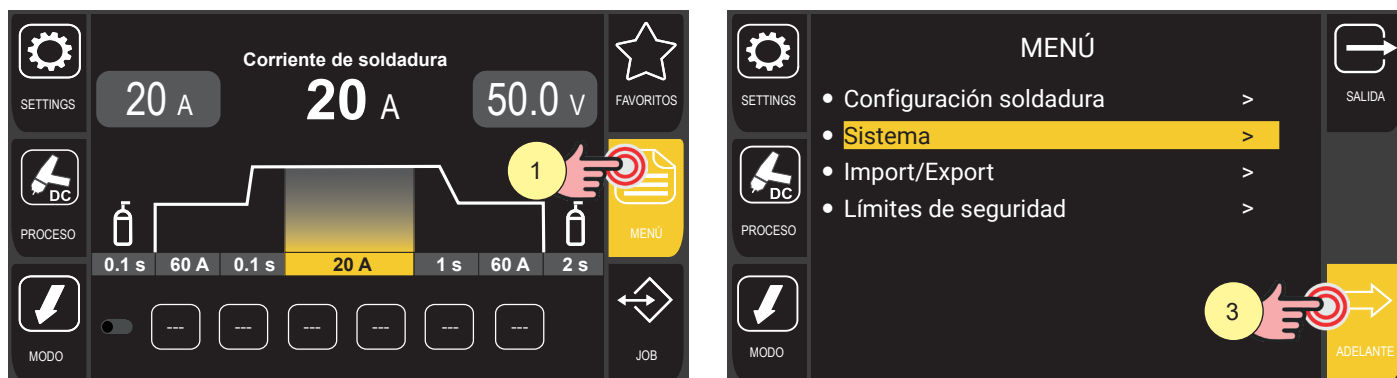 SETTINGS
Corriente de soldadura
20 A
20 A
50.0 V
FAVORITOS
DC
PROCESO
1
MENÚ
0.1 s 60 A 0.1 s 20 A 1 s 60 A 2 s
MODO
--- --- --- --- --- ---
JOB
SETTINGS
MENÚ
SALIDA
• Configuración soldadura >
• Sistema >
• Import/Export >
• Límites de seguridad >
DC
PROCESO
MODO
3
ADELANTE